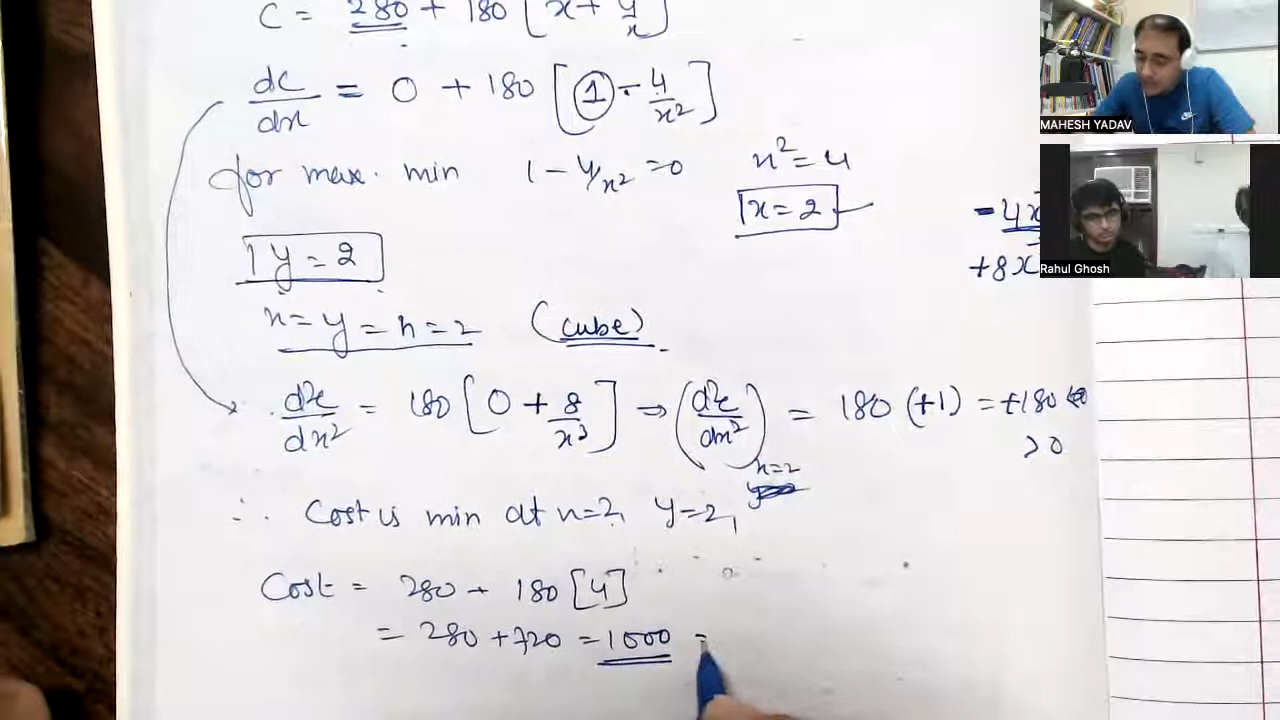 C = 280 + 180 [x + 4/x]
dc/dx = 0 + 180 [1 - 4/x²]
for max. min 1 - 4/x² = 0 x² = 4
x = 2
y = 2
x = y = h = 2 (cube)
d²c/dx² = 180 [0 + 8/x³] → (d²c/dx²) x=2 = 180 (+1) = +180 > 0
∴ Cost is min at x=2, y=2,
Cost = 280 + 180 [4]
= 280 + 720 = 1000 =
-4x
+8x
MAHESH YADAV
Rahul Ghosh